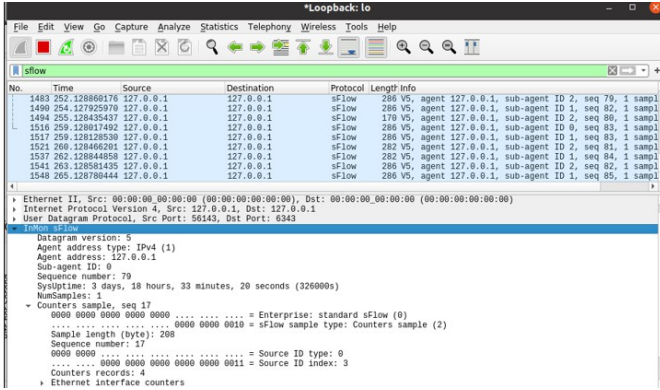 *Loopback: lo
File Edit View Go Capture Analyze Statistics Telephony Wireless Tools Help
sflow
No. Time Source Destination Protocol Length Info
1483 252.128860176 127.0.0.1 127.0.0.1 sFlow 286 V5, agent 127.0.0.1, sub-agent ID 2, seq 79, 1 sampl
1490 254.127925970 127.0.0.1 127.0.0.1 sFlow 286 V5, agent 127.0.0.1, sub-agent ID 1, seq 82, 1 sampl
1494 255.128435437 127.0.0.1 127.0.0.1 sFlow 170 V5, agent 127.0.0.1, sub-agent ID 2, seq 80, 1 sampl
1516 259.128017492 127.0.0.1 127.0.0.1 sFlow 286 V5, agent 127.0.0.1, sub-agent ID 0, seq 83, 1 sampl
1517 259.128128530 127.0.0.1 127.0.0.1 sFlow 286 V5, agent 127.0.0.1, sub-agent ID 1, seq 83, 1 sampl
1521 260.128466201 127.0.0.1 127.0.0.1 sFlow 282 V5, agent 127.0.0.1, sub-agent ID 2, seq 81, 1 sampl
1537 262.128844858 127.0.0.1 127.0.0.1 sFlow 282 V5, agent 127.0.0.1, sub-agent ID 1, seq 84, 1 sampl
1541 263.128581435 127.0.0.1 127.0.0.1 sFlow 286 V5, agent 127.0.0.1, sub-agent ID 2, seq 82, 1 sampl
1548 265.128780444 127.0.0.1 127.0.0.1 sFlow 286 V5, agent 127.0.0.1, sub-agent ID 1, seq 85, 1 sampl
Ethernet II, Src: 00:00:00_00:00:00 (00:00:00:00:00:00), Dst: 00:00:00_00:00:00 (00:00:00:00:00:00)
Internet Protocol Version 4, Src: 127.0.0.1, Dst: 127.0.0.1
User Datagram Protocol, Src Port: 56143, Dst Port: 6343
InMon sFlow
Datagram version: 5
Agent address type: IPv4 (1)
Agent address: 127.0.0.1
Sub-agent ID: 0
Sequence number: 79
SysUptime: 3 days, 18 hours, 33 minutes, 20 seconds (326000s)
NumSamples: 1
Counters sample, seq 17
0000 0000 0000 0000 0000 .... .... .... = Enterprise: standard sFlow (0)
.... .... .... .... .... 0000 0000 0010 = sFlow sample type: Counters sample (2)
Sample length (byte): 208
Sequence number: 17
0000 0000 .... .... .... .... .... .... = Source ID type: 0
.... .... 0000 0000 0000 0000 0000 0011 = Source ID index: 3
Counters records: 4
Ethernet interface counters